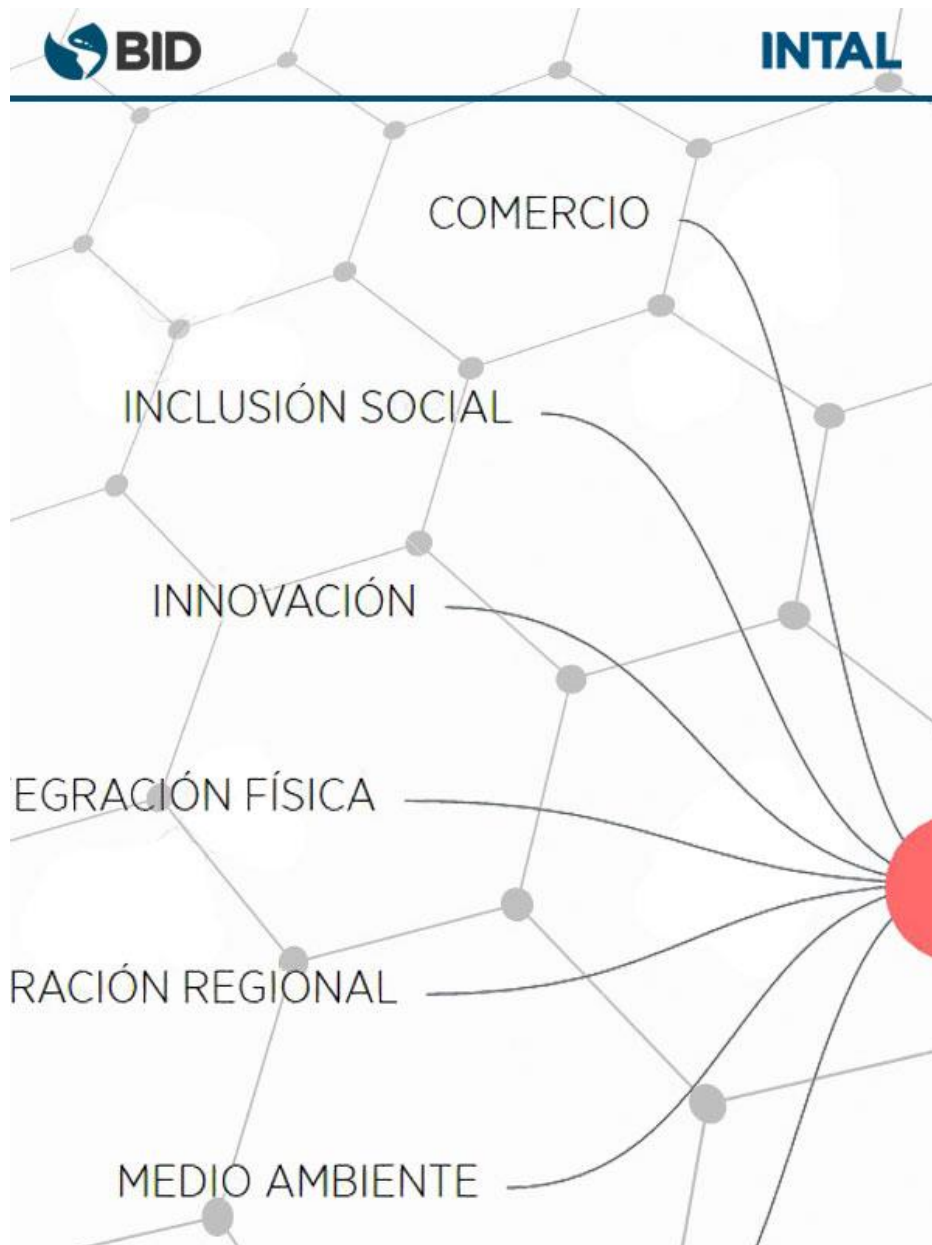 BID
INTAL
COMERCIO
INCLUSIÓN SOCIAL
INNOVACIÓN
EGRACIÓN FÍSICA
RACIÓN REGIONAL
MEDIO AMBIENTE